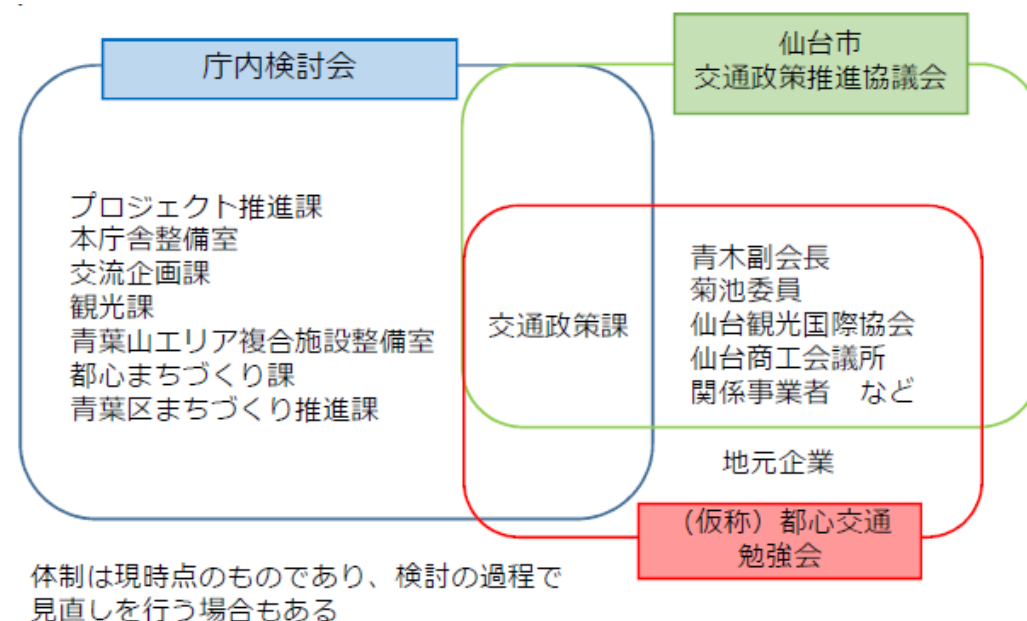 庁内検討会
仙台市
交通政策推進協議会
プロジェクト推進課
本庁舎整備室
交流企画課
観光課
青葉山エリア複合施設整備室
都心まちづくり課
青葉区まちづくり推進課
交通政策課
青木副会長
菊池委員
仙台観光国際協会
仙台商工会議所
関係事業者　など
地元企業
（仮称）都心交通
勉強会
体制は現時点のものであり、検討の過程で
見直しを行う場合もある